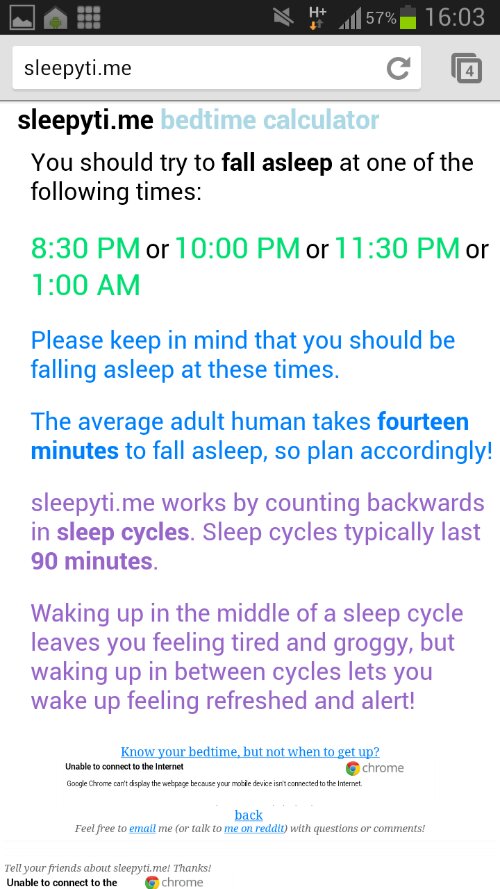 H+ 57% 16:03
sleepyti.me 4
sleepyti.me bedtime calculator
You should try to fall asleep at one of the
following times:
8:30 PM or 10:00 PM or 11:30 PM or
1:00 AM
Please keep in mind that you should be
falling asleep at these times.
The average adult human takes fourteen
minutes to fall asleep, so plan accordingly!
sleepyti.me works by counting backwards
in sleep cycles. Sleep cycles typically last
90 minutes.
Waking up in the middle of a sleep cycle
leaves you feeling tired and groggy, but
waking up in between cycles lets you
wake up feeling refreshed and alert!
Know your bedtime, but not when to get up?
Unable to connect to the Internet chrome
Google Chrome can't display the webpage because your mobile device isn't connected to the Internet.
back
Feel free to email me (or talk to me on reddit) with questions or comments!
Tell your friends about sleepyti.me! Thanks!
Unable to connect to the chrome